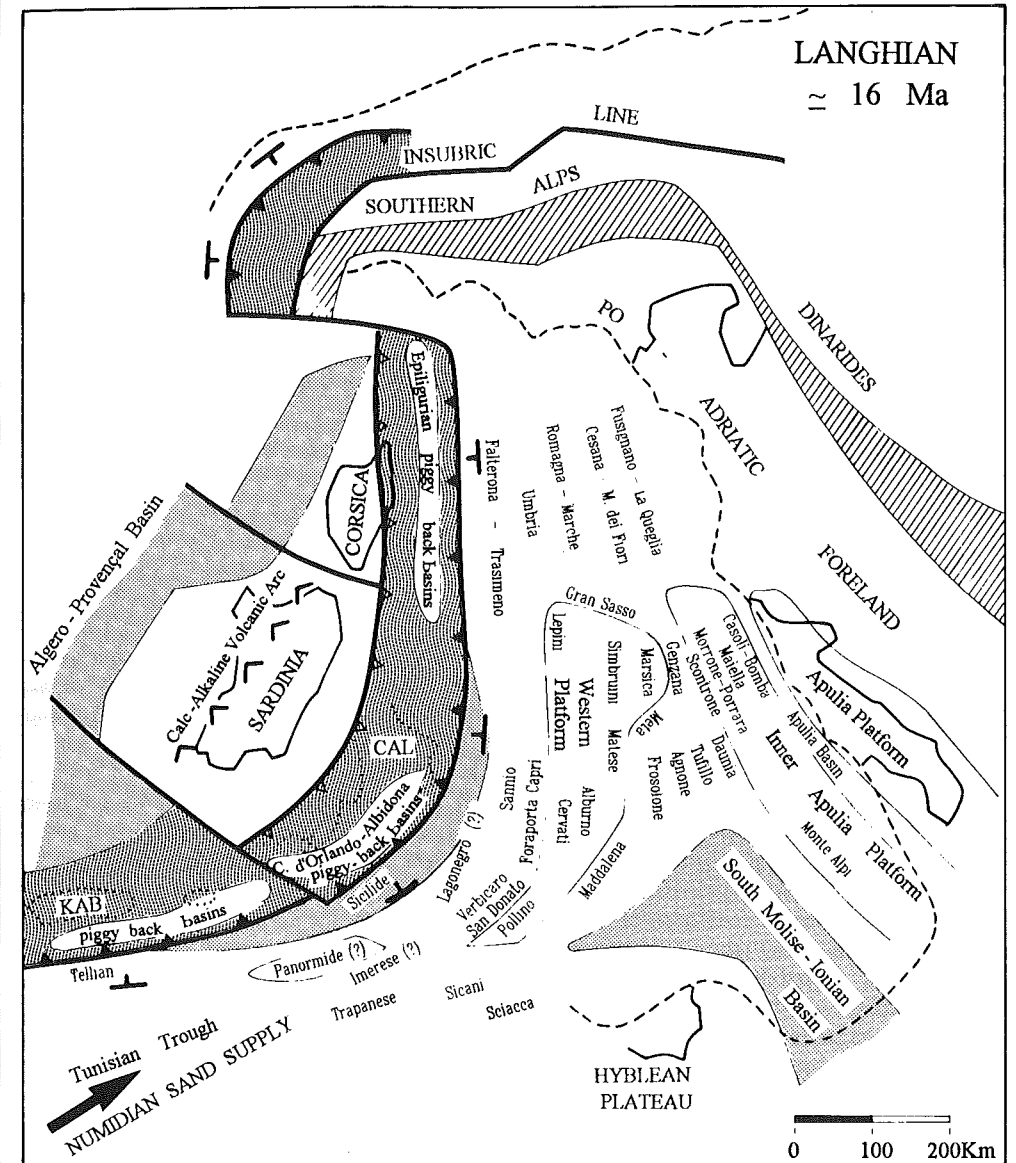 LANGHIAN
≃ 16 Ma
INSUBRIC LINE
SOUTHERN ALPS
PO
DINARIDES
ADRIATIC
FORELAND
Epiligurian piggy back basins
CORSICA
Algero - Provençal Basin
Calc-Alkaline Volcanic Arc
SARDINIA
CAL
Falterona - Trasimeno
Umbria
Romagna - Marche
Cesana - M. dei Fiori
Fusignano - La Queglia
Gran Sasso
Lepini
Western
Platform
Simbruini
Matese
Marsica
Meta
Genzana
Frosolone
Agnone
Tufillo
Daunia
Scontrone
Morrone-Porrara
Maiella
Casoli-Bomba
Apulia Basin
Apulia Platform
Inner Apulia Platform
Monte Alpi
Alburno
Cervati
Capri
Foraporta
Sannio
Maddalena
Lagonegro (?)
Verbicaro
San Donato
Pollino
C. d'Orlando-Albidona
piggy-back basins
Sicilide
KAB
piggy back basins
Tellian
Panormide (?)
Imerese (?)
Trapanese
Sicani
Sciacca
South Molise - Ionian
Basin
Tunisian Trough
NUMIDIAN SAND SUPPLY
HYBLEAN
PLATEAU
0 100 200Km